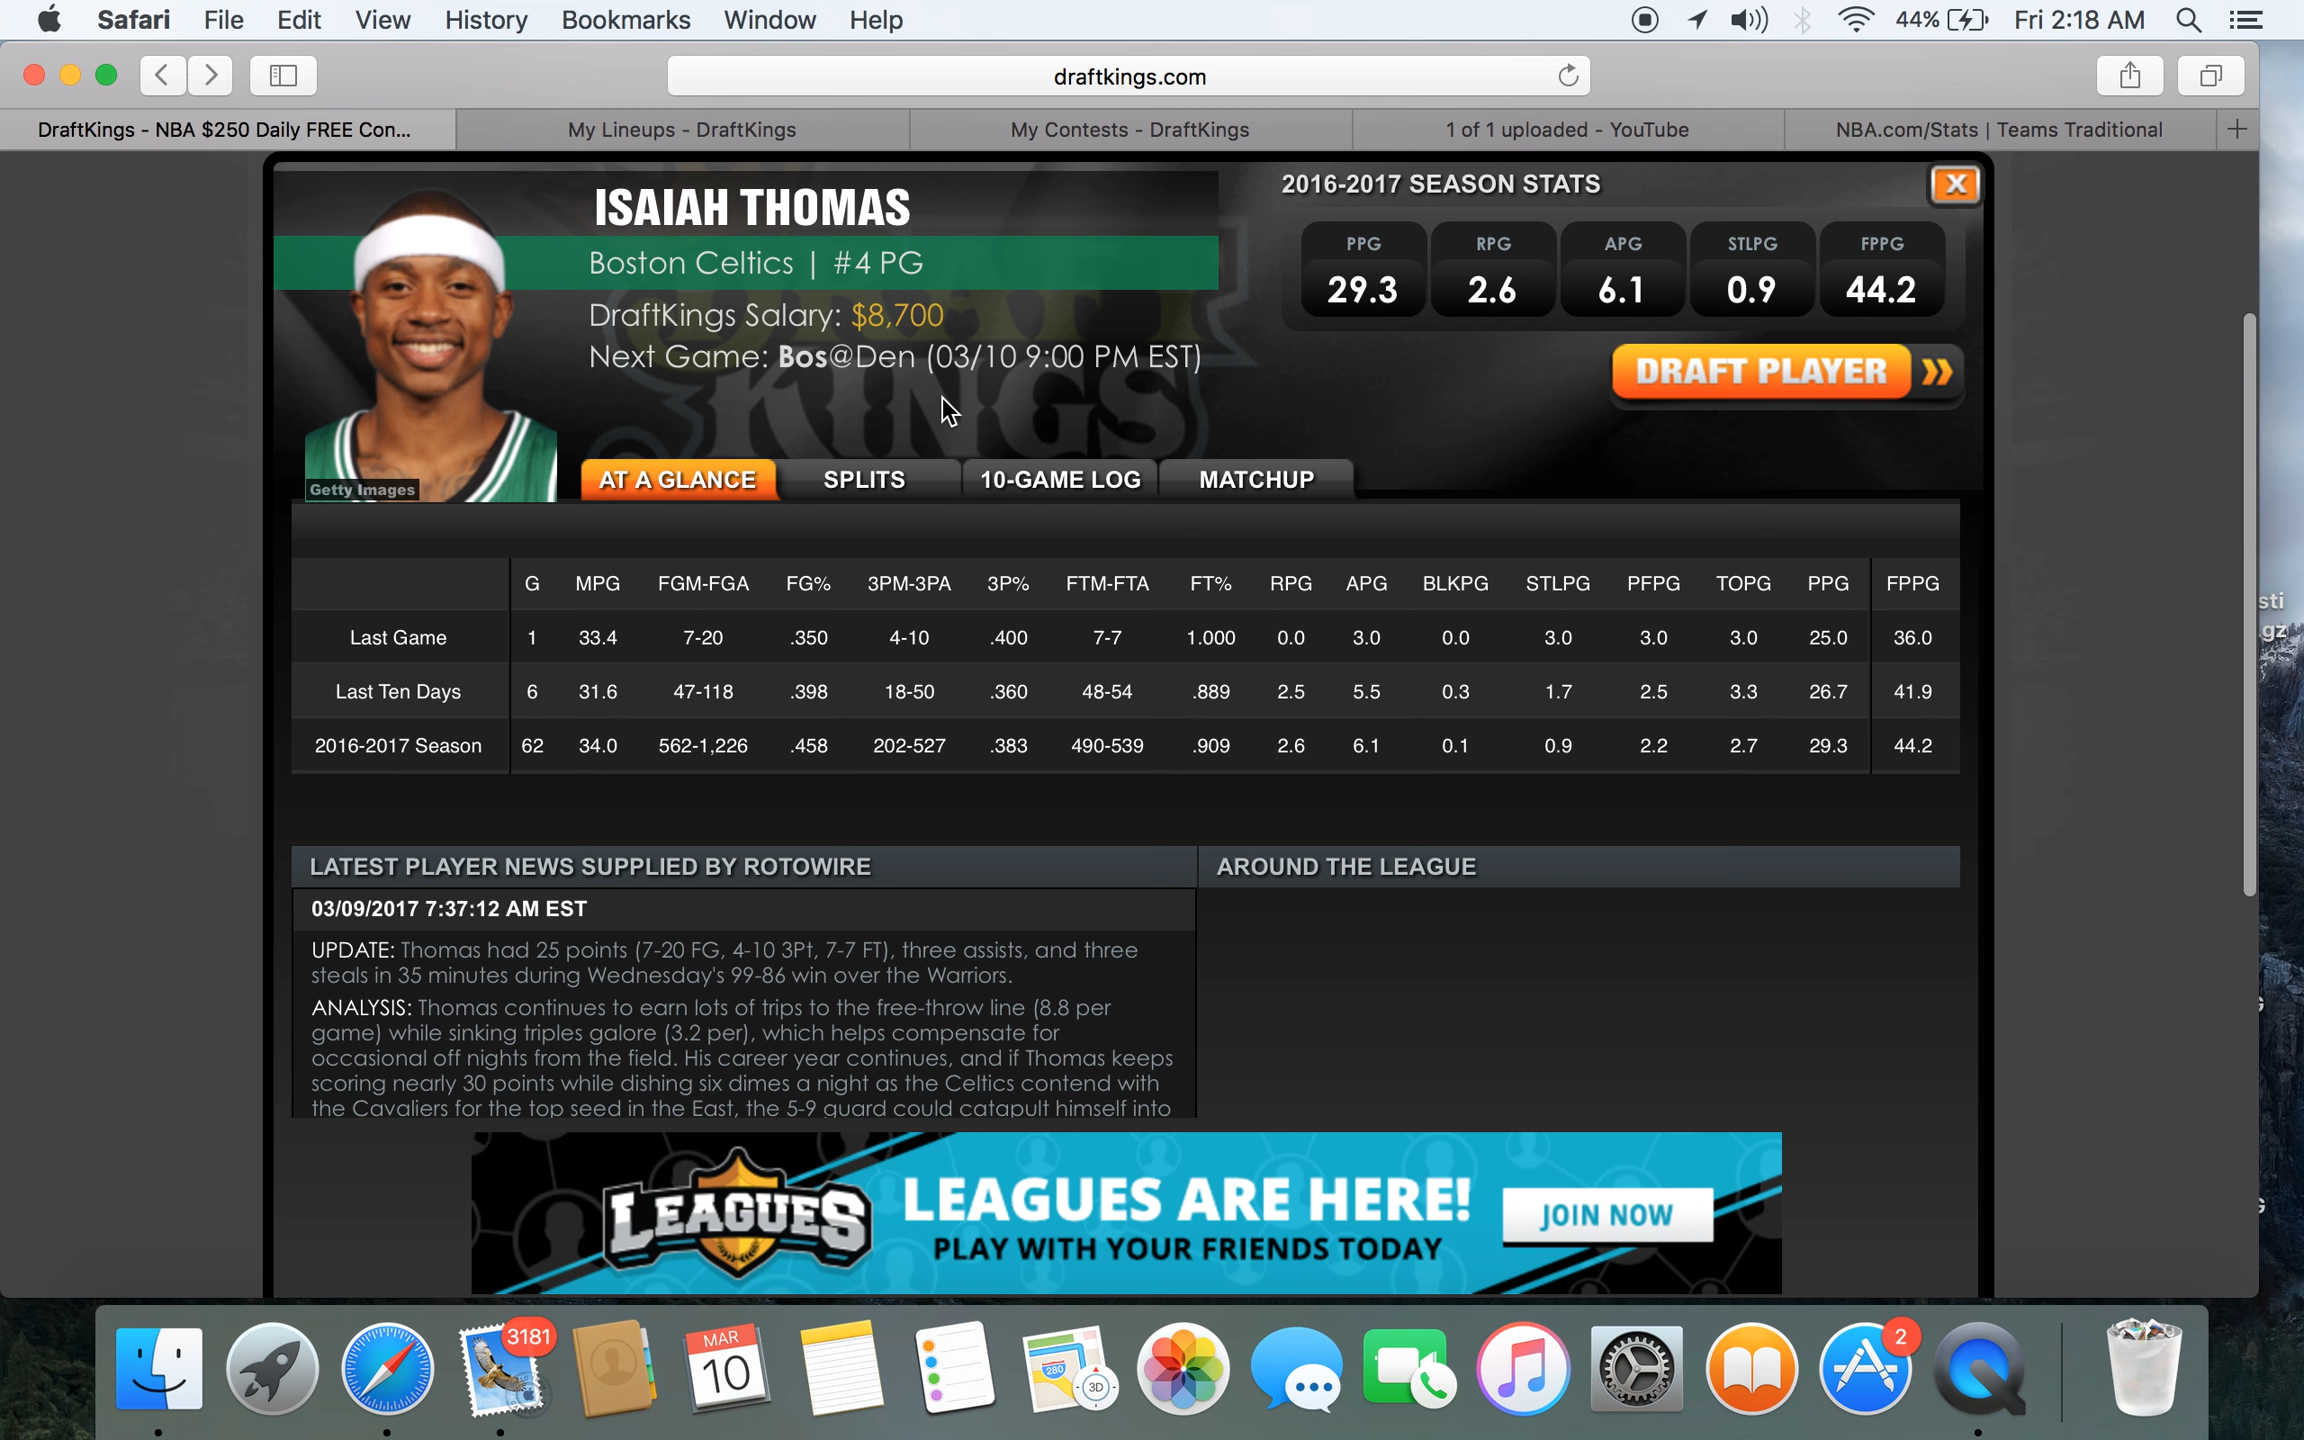 Safari File Edit View History Bookmarks Window Help 44% Fri 2:18 AM
draftkings.com
DraftKings - NBA $250 Daily FREE Con... My Lineups - DraftKings My Contests - DraftKings 1 of 1 uploaded - YouTube NBA.com/Stats | Teams Traditional
ISAIAH THOMAS
Boston Celtics | #4 PG
DraftKings Salary: $8,700
Next Game: Bos@Den (03/10 9:00 PM EST)
KINGS
Getty Images
2016-2017 SEASON STATS
X
PPG RPG APG STLPG FPPG
29.3 2.6 6.1 0.9 44.2
DRAFT PLAYER
AT A GLANCE SPLITS 10-GAME LOG MATCHUP
G MPG FGM-FGA FG% 3PM-3PA 3P% FTM-FTA FT% RPG APG BLKPG STLPG PFPG TOPG PPG FPPG
Last Game 1 33.4 7-20 .350 4-10 .400 7-7 1.000 0.0 3.0 0.0 3.0 3.0 3.0 25.0 36.0
Last Ten Days 6 31.6 47-118 .398 18-50 .360 48-54 .889 2.5 5.5 0.3 1.7 2.5 3.3 26.7 41.9
2016-2017 Season 62 34.0 562-1,226 .458 202-527 .383 490-539 .909 2.6 6.1 0.1 0.9 2.2 2.7 29.3 44.2
LATEST PLAYER NEWS SUPPLIED BY ROTOWIRE
03/09/2017 7:37:12 AM EST
UPDATE: Thomas had 25 points (7-20 FG, 4-10 3Pt, 7-7 FT), three assists, and three
steals in 35 minutes during Wednesday's 99-86 win over the Warriors.
ANALYSIS: Thomas continues to earn lots of trips to the free-throw line (8.8 per
game) while sinking triples galore (3.2 per), which helps compensate for
occasional off nights from the field. His career year continues, and if Thomas keeps
scoring nearly 30 points while dishing six dimes a night as the Celtics contend with
the Cavaliers for the top seed in the East, the 5-9 guard could catapult himself into
AROUND THE LEAGUE
LEAGUES
LEAGUES ARE HERE!
PLAY WITH YOUR FRIENDS TODAY
JOIN NOW
sti
.gz
3181
MAR
10
280
3D
2